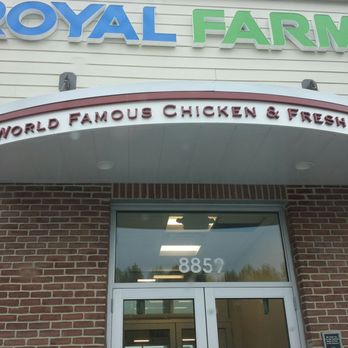 ROYAL FARM
WORLD FAMOUS CHICKEN & FRESH
8859